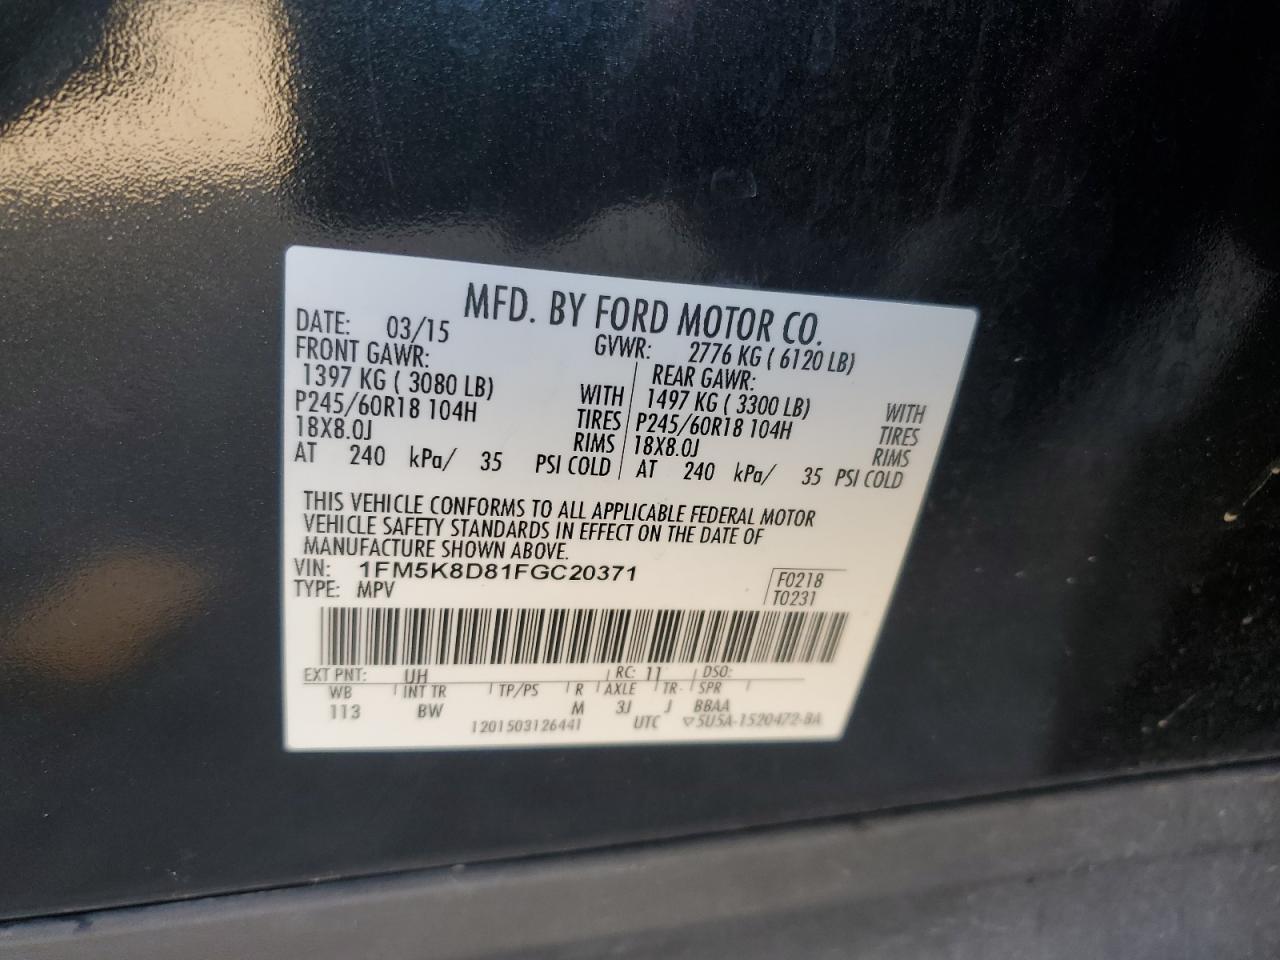 MFD. BY FORD MOTOR CO.
DATE: 03/15 GVWR: 2776 KG ( 6120 LB)
FRONT GAWR: REAR GAWR:
1397 KG ( 3080 LB) WITH 1497 KG ( 3300 LB) WITH
P245/60R18 104H TIRES P245/60R18 104H TIRES
18X8.0J RIMS 18X8.0J RIMS
AT 240 kPa/ 35 PSI COLD AT 240 kPa/ 35 PSI COLD
THIS VEHICLE CONFORMS TO ALL APPLICABLE FEDERAL MOTOR
VEHICLE SAFETY STANDARDS IN EFFECT ON THE DATE OF
MANUFACTURE SHOWN ABOVE.
VIN: 1FM5K8D81FGC20371 F0218
TYPE: MPV T0231
EXT PNT: UH RC: 11 DSO:
WB INT TR TP/PS R AXLE TR SPR
113 BW M 3J J BBAA
1201503126441 UTC ▽5U5A-1520472-BA